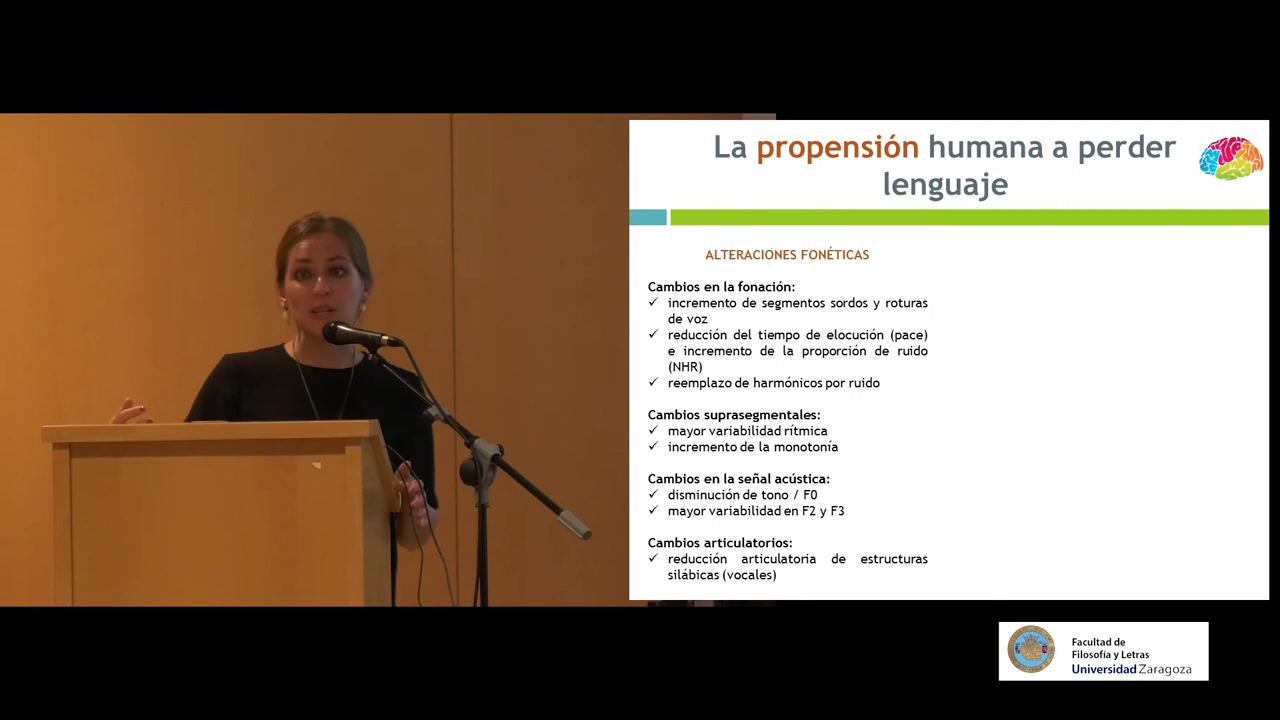 La propensión humana a perder
lenguaje
ALTERACIONES FONÉTICAS
Cambios en la fonación:
✓ incremento de segmentos sordos y roturas
de voz
✓ reducción del tiempo de elocución (pace)
e incremento de la proporción de ruido
(NHR)
✓ reemplazo de harmónicos por ruido
Cambios suprasegmentales:
✓ mayor variabilidad rítmica
✓ incremento de la monotonía
Cambios en la señal acústica:
✓ disminución de tono / F0
✓ mayor variabilidad en F2 y F3
Cambios articulatorios:
✓ reducción articulatoria de estructuras
silábicas (vocales)
Facultad de
Filosofía y Letras
Universidad Zaragoza